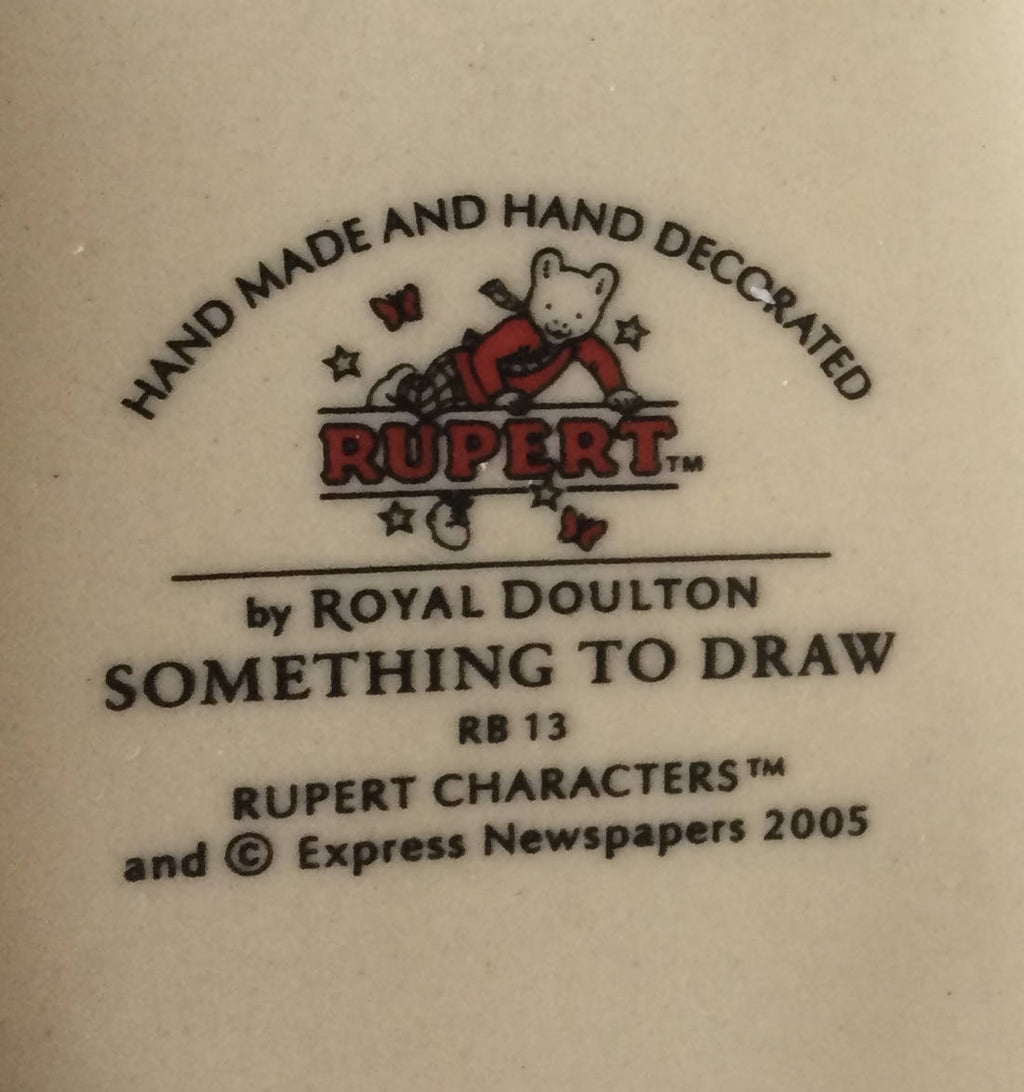 HAND MADE AND HAND DECORATED
RUPERT™
by ROYAL DOULTON
SOMETHING TO DRAW
RB 13
RUPERT CHARACTERS™
and © Express Newspapers 2005